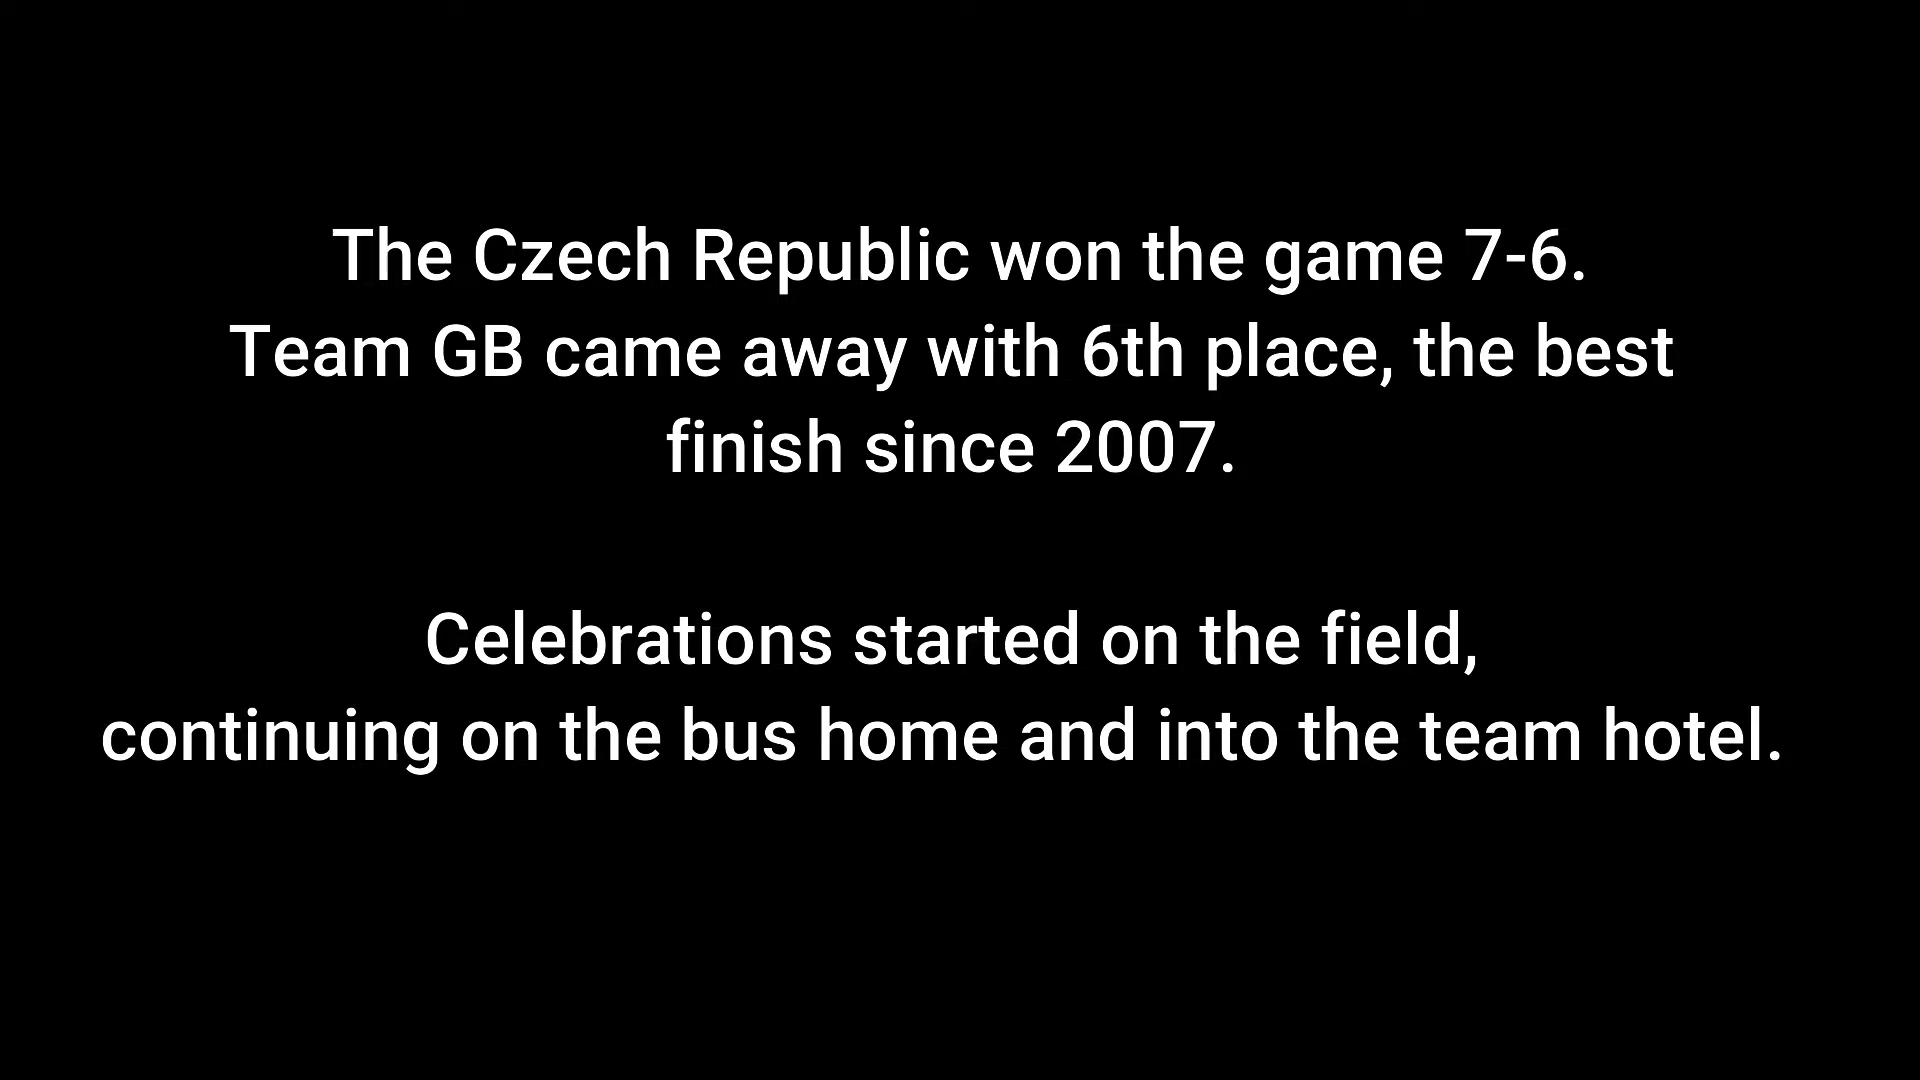 The Czech Republic won the game 7-6.
Team GB came away with 6th place, the best
finish since 2007.
Celebrations started on the field,
continuing on the bus home and into the team hotel.